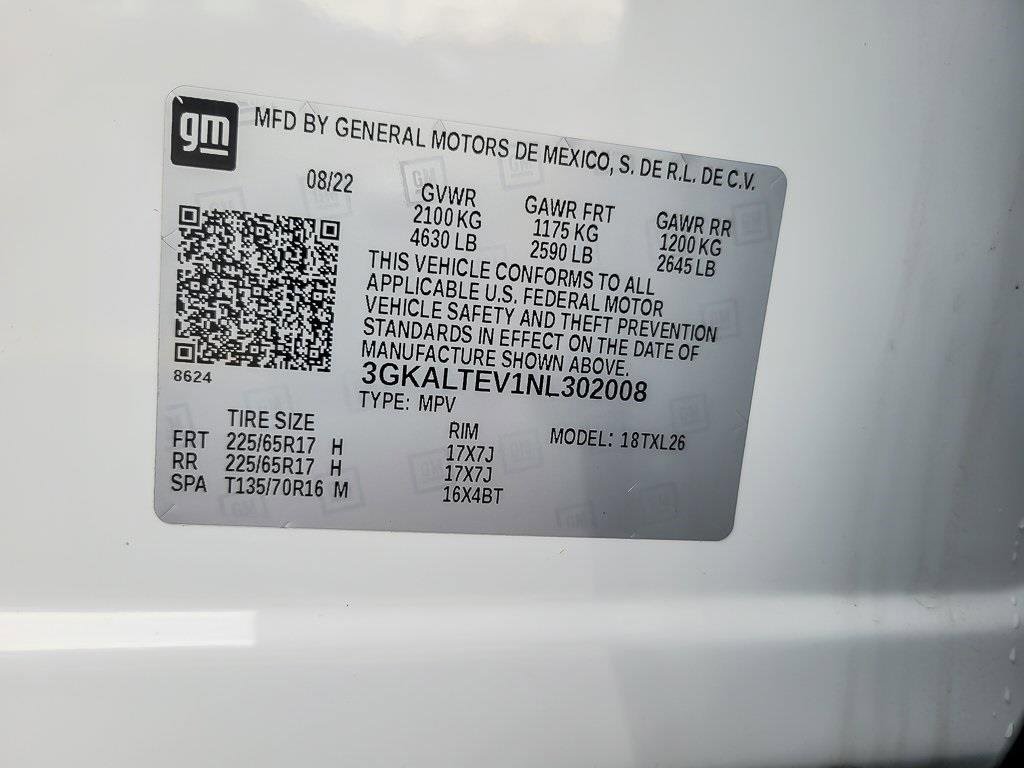 gm
MFD BY GENERAL MOTORS DE MEXICO, S. DE R.L. DE C.V.
08/22
GVWR GAWR FRT GAWR RR
2100 KG 1175 KG 1200 KG
4630 LB 2590 LB 2645 LB
THIS VEHICLE CONFORMS TO ALL
APPLICABLE U.S. FEDERAL MOTOR
VEHICLE SAFETY AND THEFT PREVENTION
STANDARDS IN EFFECT ON THE DATE OF
MANUFACTURE SHOWN ABOVE.
8624
3GKALTEV1NL302008
TYPE: MPV
TIRE SIZE RIM MODEL: 18TXL26
FRT 225/65R17 H 17X7J
RR 225/65R17 H 17X7J
SPA T135/70R16 M 16X4BT